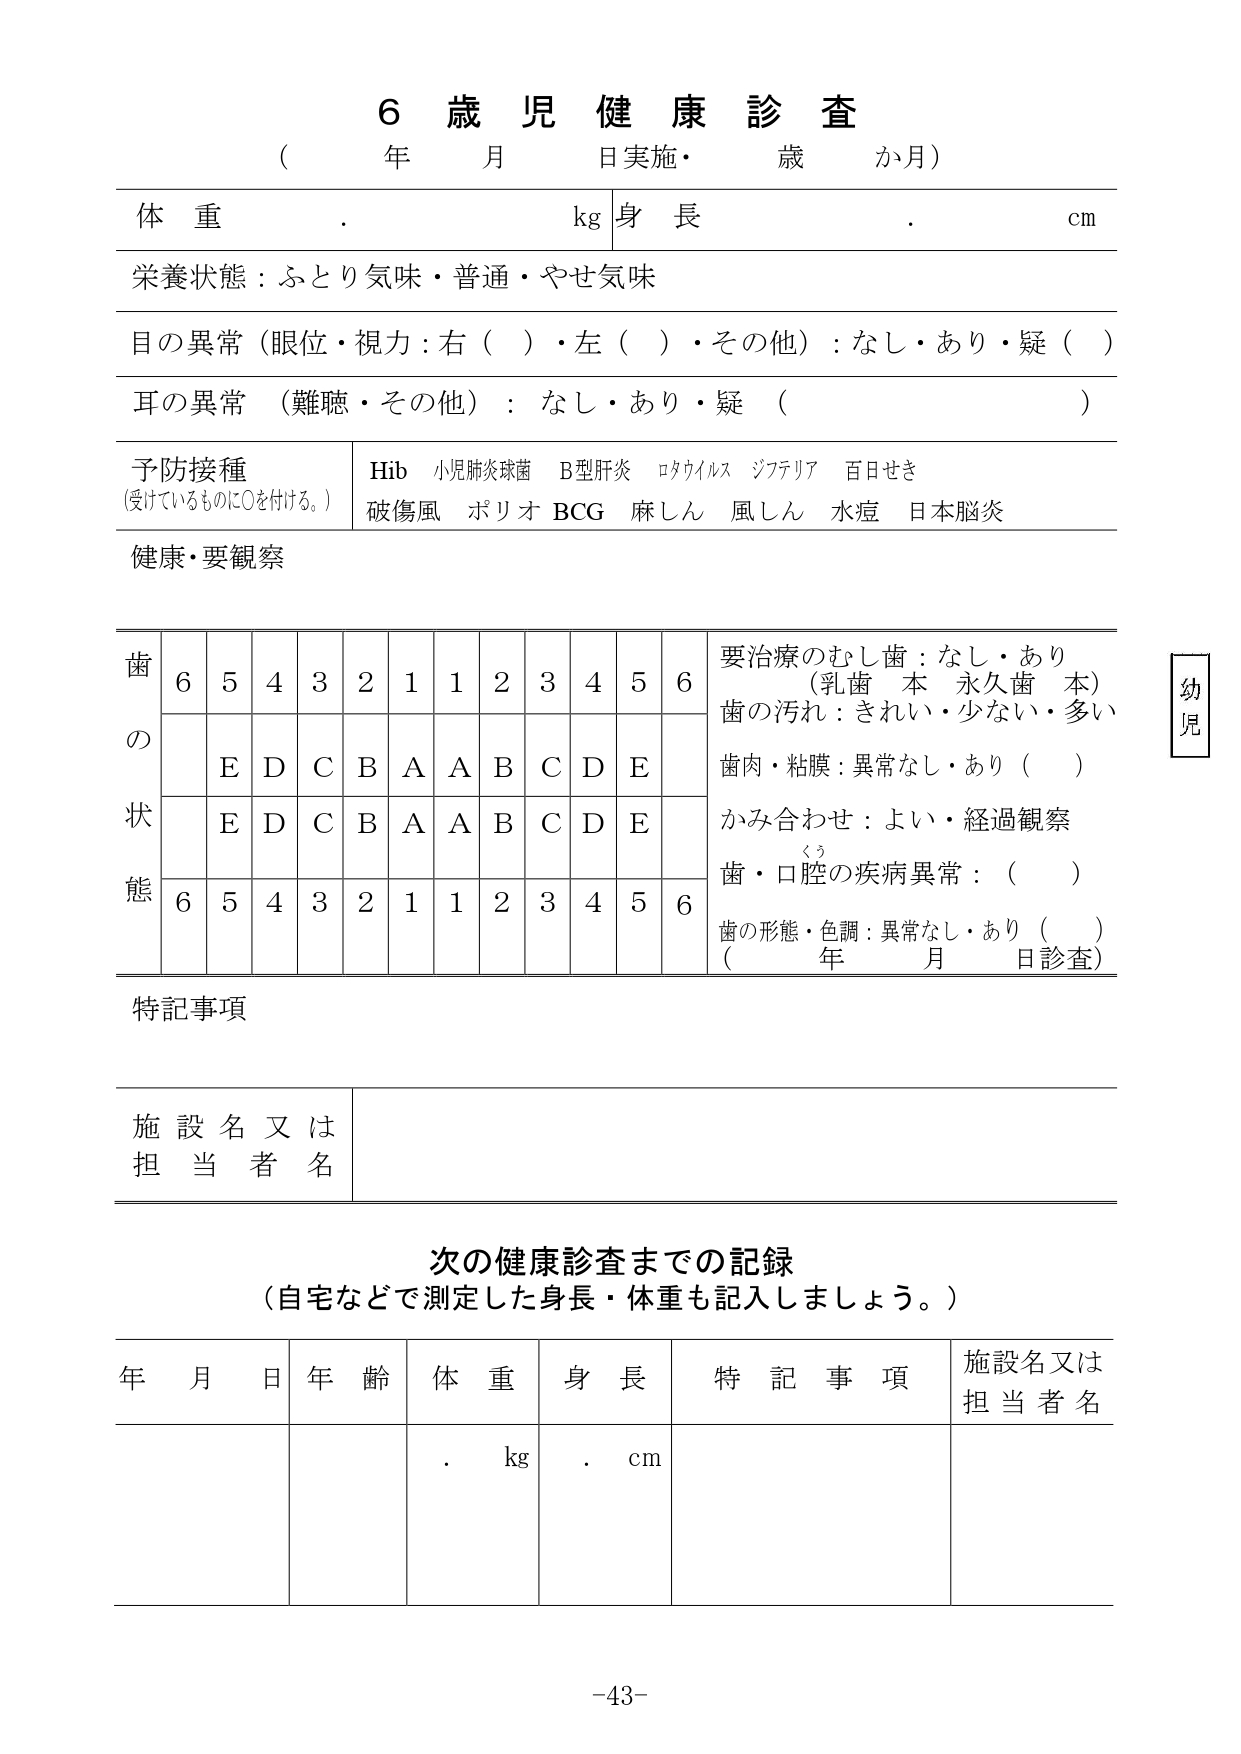 ６歳児健康診査
（　　　年　　月　　　日実施・　　　歳　　か月）
体　重　　　　.　　　　　　　　kg 身　長　　　　　　　.　　　　　cm
栄養状態：ふとり気味・普通・やせ気味
目の異常（眼位・視力：右（　）・左（　）・その他）：なし・あり・疑（　）
耳の異常　（難聴・その他）：　なし・あり・疑　（　　　　　　　　　　）
予防接種
（受けているものに○を付ける。）
Hib　小児肺炎球菌　B型肝炎　ロタウイルス　ジフテリア　百日せき
破傷風　ポリオ BCG　麻しん　風しん　水痘　日本脳炎
健康・要観察
歯の状態
6 5 4 3 2 1 1 2 3 4 5 6
E D C B A A B C D E
E D C B A A B C D E
6 5 4 3 2 1 1 2 3 4 5 6
要治療のむし歯：なし・あり
（乳歯　本　永久歯　本）
歯の汚れ：きれい・少ない・多い
歯肉・粘膜：異常なし・あり（　　）
かみ合わせ：よい・経過観察
くう
歯・口腔の疾病異常：（　　）
歯の形態・色調：異常なし・あり（　　）
（　　　年　　　月　　　日診査）
幼児
特記事項
施設名又は
担当者名
次の健康診査までの記録
（自宅などで測定した身長・体重も記入しましょう。）
年　月　日 年　齢 体　重 身　長 特　記　事　項 施設名又は
担当者名
.　　kg　.　cm
−43−